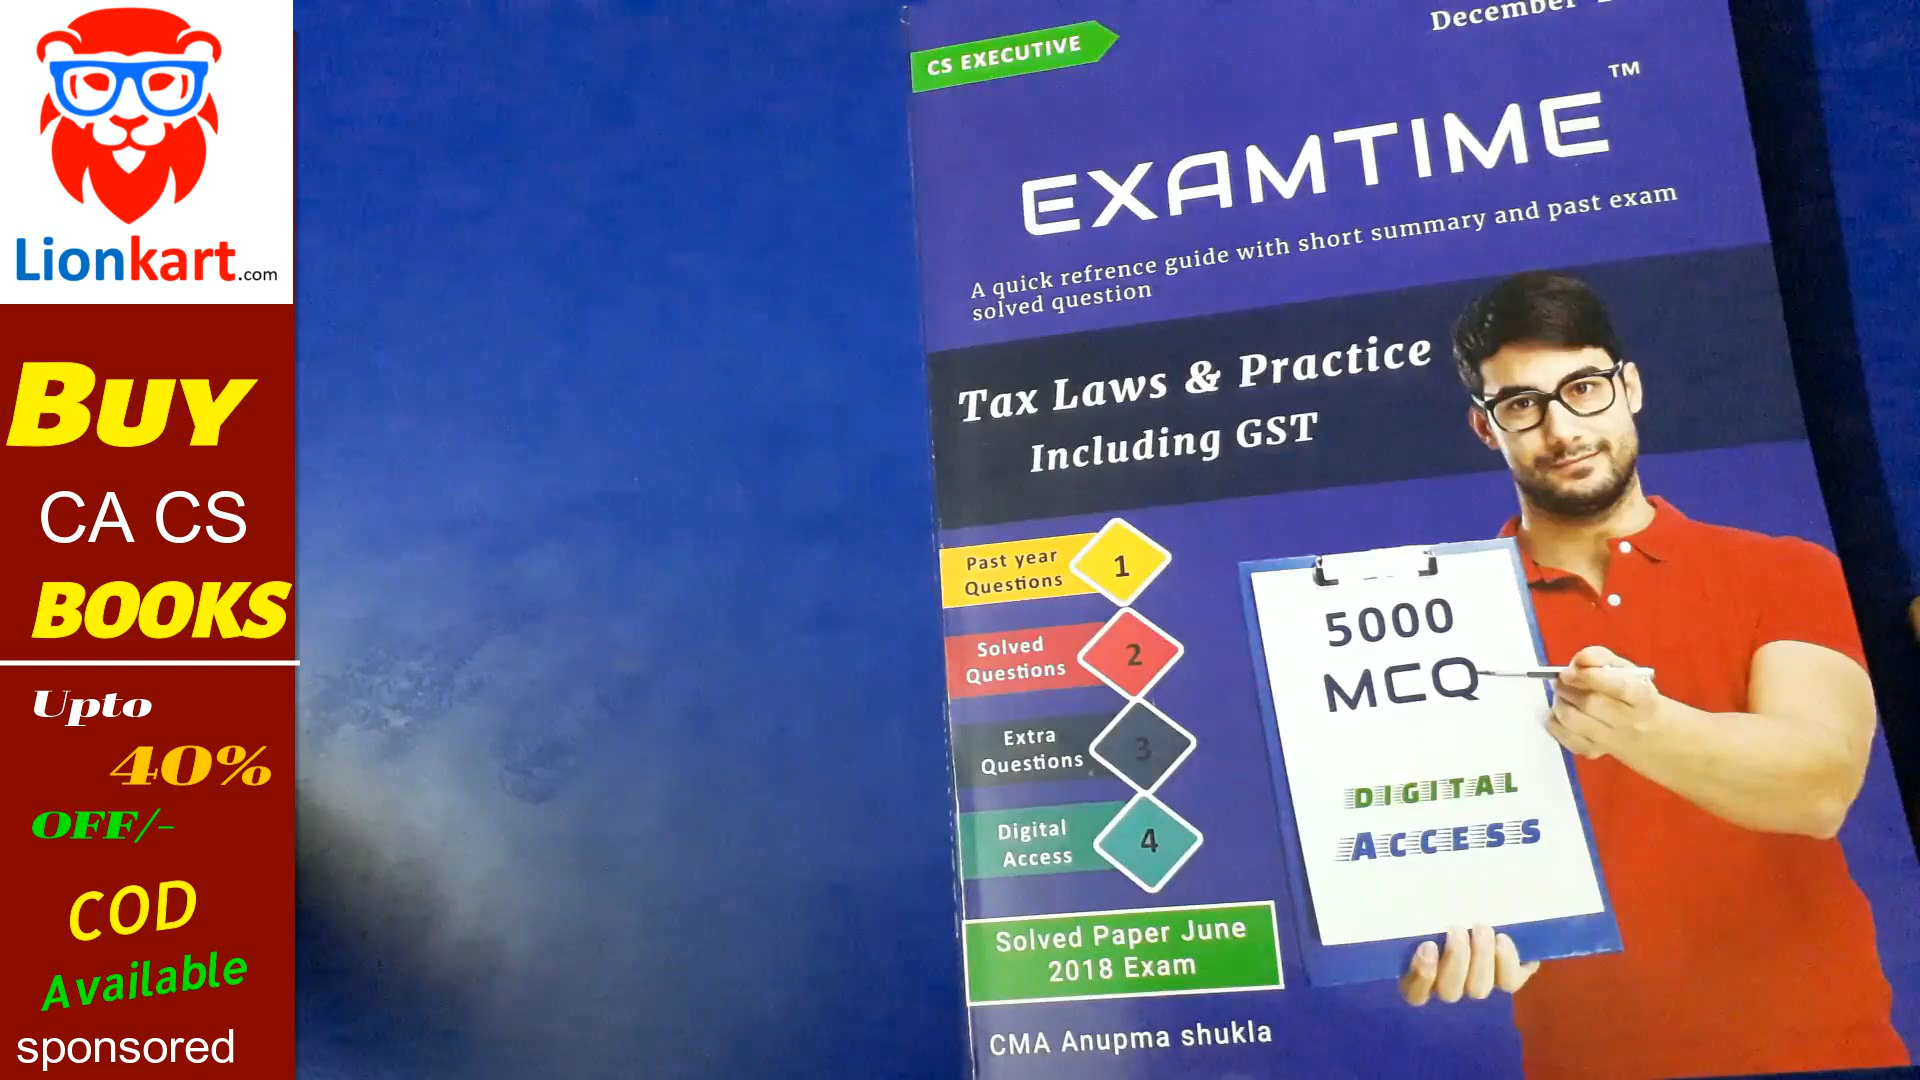 Lionkart.com
BUY
CA CS
BOOKS
Upto
40%
OFF/-
COD
Available
sponsored
December
CS EXECUTIVE
EXAMTIME™
A quick refrence guide with short summary and past exam
solved question
Tax Laws & Practice
Including GST
Past year
Questions
1
Solved
Questions
2
Extra
Questions
3
Digital
Access
4
5000
MCQ
DIGITAL
ACCESS
Solved Paper June
2018 Exam
CMA Anupma shukla